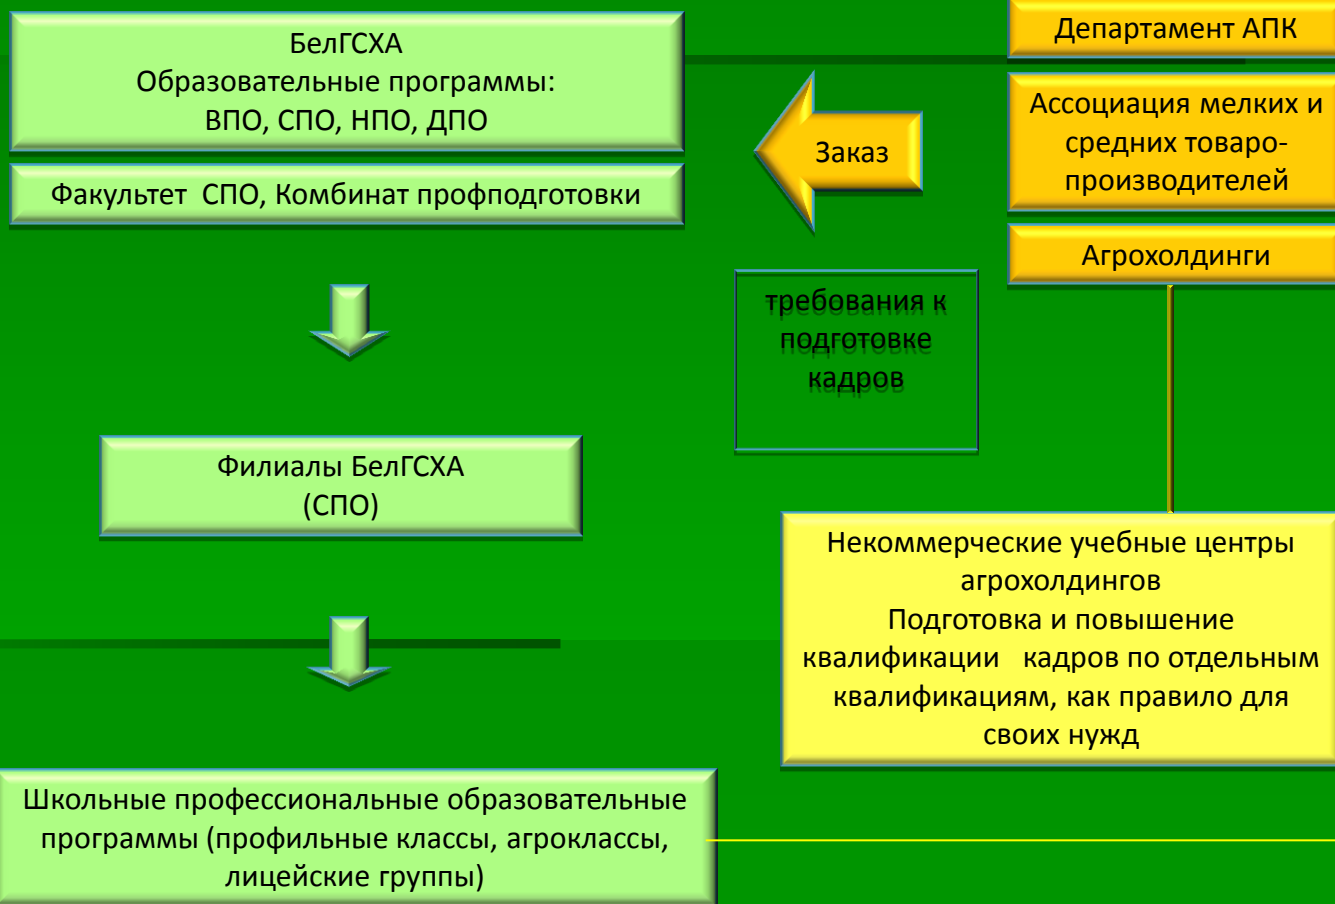 БелГСХА
Образовательные программы:
ВПО, СПО, НПО, ДПО
Факультет СПО, Комбинат профподготовки
Заказ
Департамент АПК
Ассоциация мелких и
средних товаро-
производителей
Агрохолдинги
требования к
подготовке
кадров
Филиалы БелГСХА
(СПО)
Некоммерческие учебные центры
агрохолдингов
Подготовка и повышение
квалификации кадров по отдельным
квалификациям, как правило для
своих нужд
Школьные профессиональные образовательные
программы (профильные классы, агроклассы,
лицейские группы)